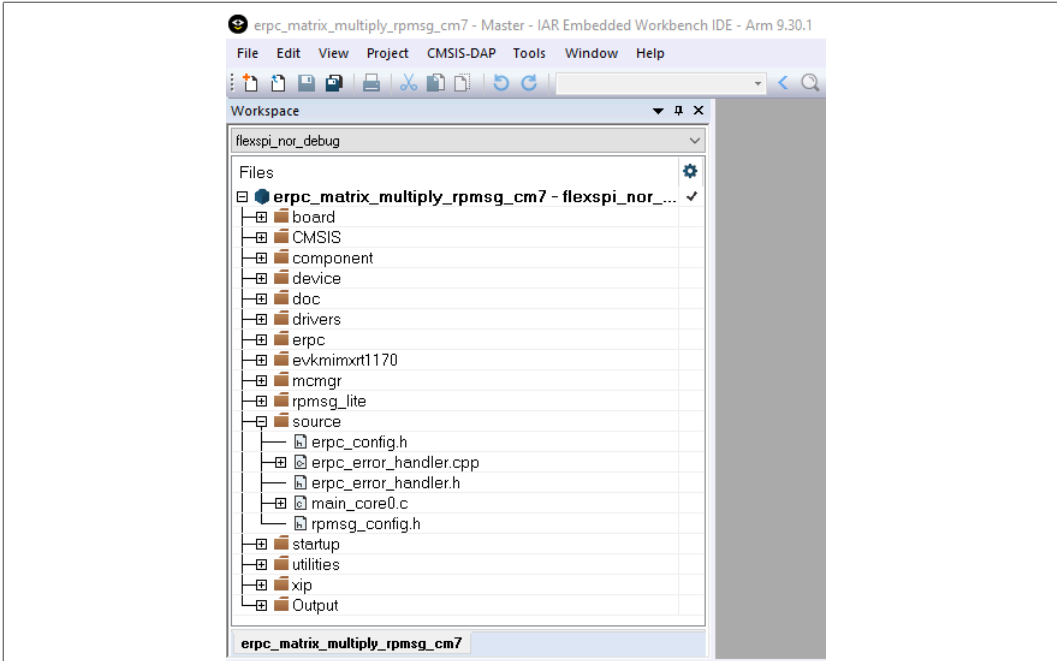 erpc_matrix_multiply_rpmsg_cm7 - Master - IAR Embedded Workbench IDE - Arm 9.30.1
File Edit View Project CMSIS-DAP Tools Window Help
Workspace
flexspi_nor_debug
Files
erpc_matrix_multiply_rpmsg_cm7 - flexspi_nor_...
board
CMSIS
component
device
doc
drivers
erpc
evkmimxrt1170
mcmgr
rpmsg_lite
source
erpc_config.h
erpc_error_handler.cpp
erpc_error_handler.h
main_core0.c
rpmsg_config.h
startup
utilities
xip
Output
erpc_matrix_multiply_rpmsg_cm7